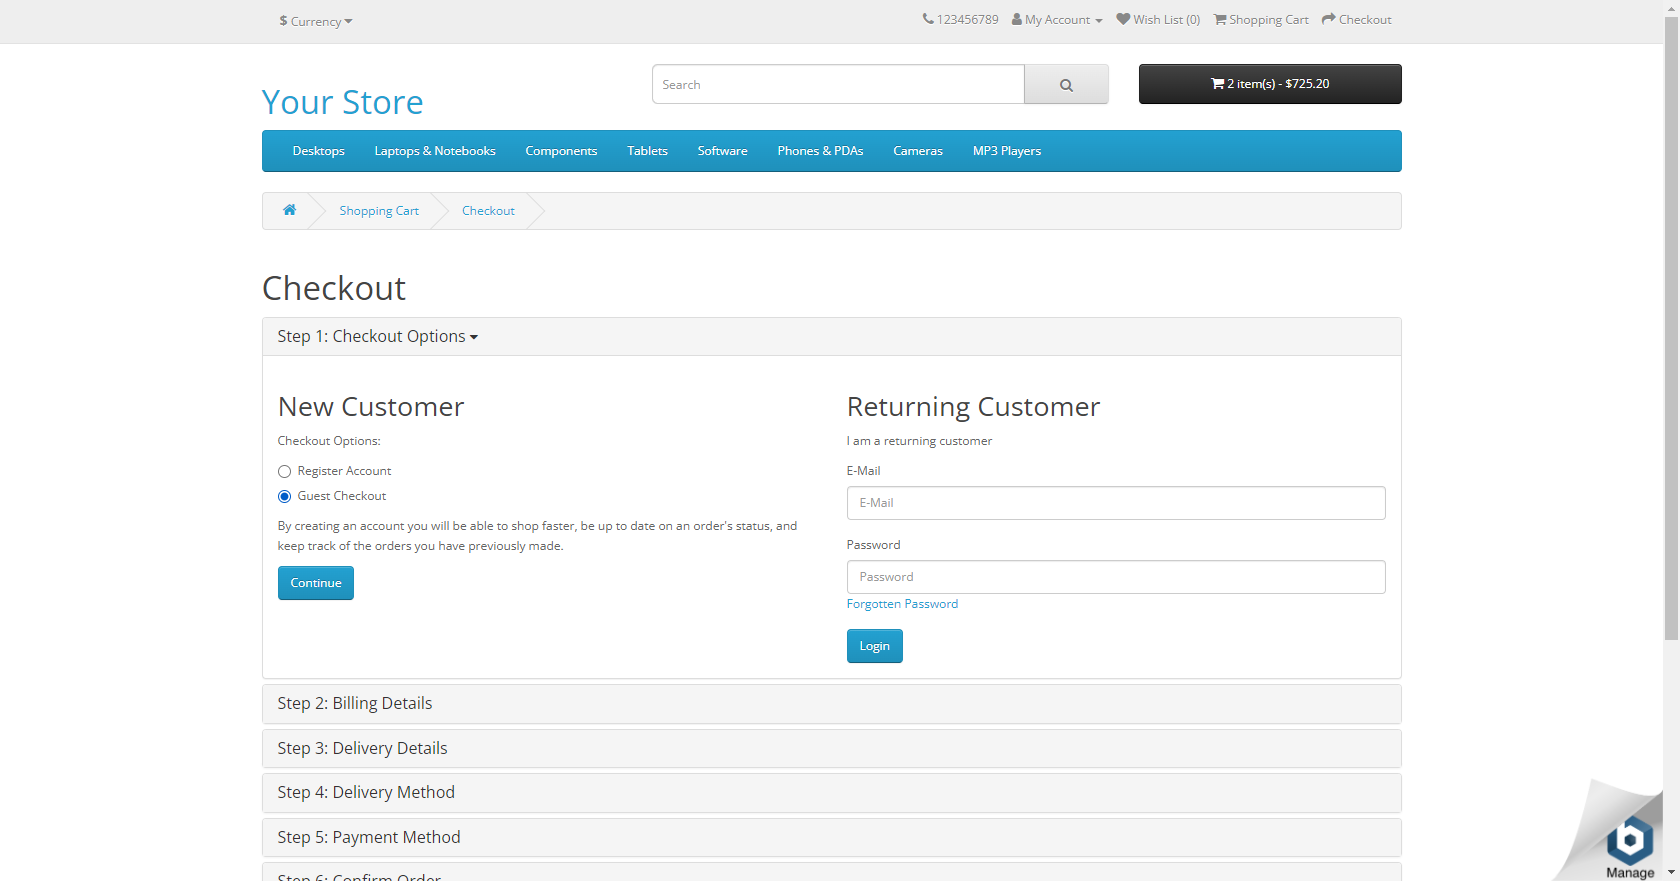 $ Currency
123456789 My Account Wish List (0) Shopping Cart Checkout
Your Store
Search
2 item(s) - $725.20
Desktops Laptops & Notebooks Components Tablets Software Phones & PDAs Cameras MP3 Players
Shopping Cart Checkout
Checkout
Step 1: Checkout Options
New Customer
Checkout Options:
Register Account
Guest Checkout
By creating an account you will be able to shop faster, be up to date on an order's status, and
keep track of the orders you have previously made.
Continue
Returning Customer
I am a returning customer
E-Mail
E-Mail
Password
Password
Forgotten Password
Login
Step 2: Billing Details
Step 3: Delivery Details
Step 4: Delivery Method
Step 5: Payment Method
Step 6: Confirm Order
Manage